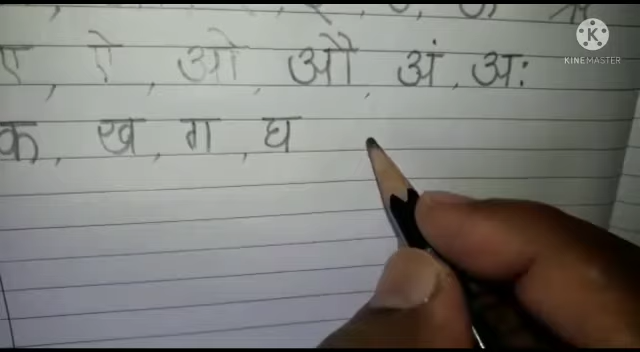 ए, ऐ, ओ, औ, अं, अः
क, ख, ग, घ
KINEMASTER